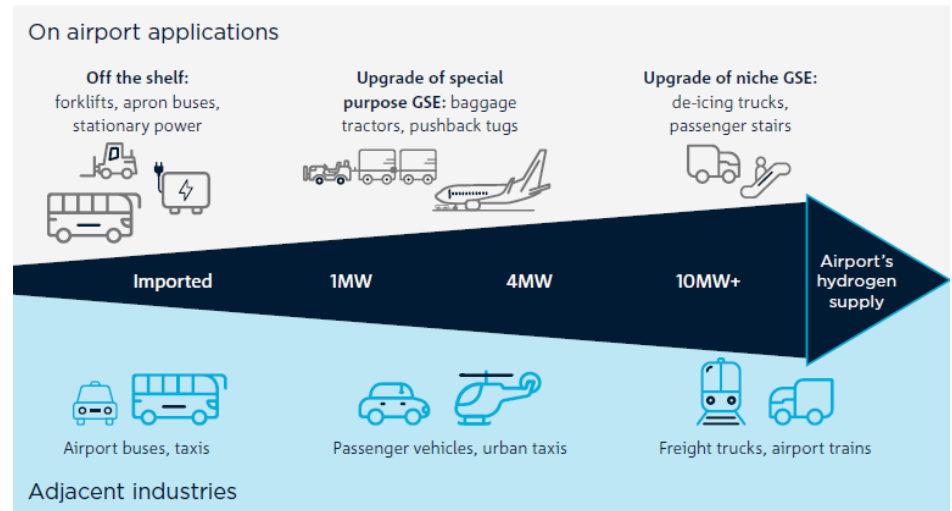 On airport applications
Off the shelf:
forklifts, apron buses,
stationary power
Upgrade of special
purpose GSE: baggage
tractors, pushback tugs
Upgrade of niche GSE:
de-icing trucks,
passenger stairs
Imported
1MW
4MW
10MW+
Airport's
hydrogen
supply
Airport buses, taxis
Passenger vehicles, urban taxis
Freight trucks, airport trains
Adjacent industries